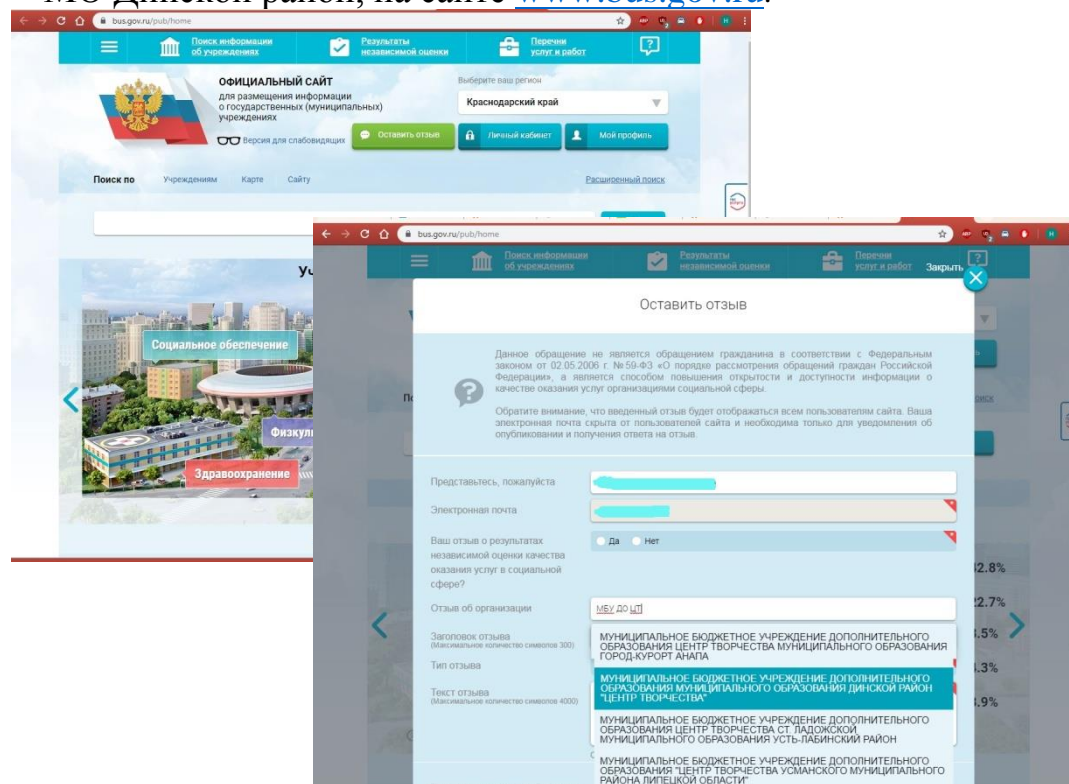 МО Динской район, на сайте www.bus.gov.ru.
bus.gov.ru/pub/home
Поиск информации
об учреждениях
Результаты
независимой оценки
Перечни
услуг и работ
ОФИЦИАЛЬНЫЙ САЙТ
для размещения информации
о государственных (муниципальных)
учреждениях
Версия для слабовидящих
Выберите ваш регион
Краснодарский край
Оставить отзыв
Личный кабинет
Мой профиль
Поиск по Учреждениям Карте Сайту
Расширенный поиск
Социальное обеспечение
Здравоохранение
bus.gov.ru/pub/home
Поиск информации
об учреждениях
Результаты
независимой оценки
Перечни
услуг и работ
Закрыть
Оставить отзыв
Данное обращение не является обращением гражданина в соответствии с Федеральным
законом от 02.05.2006 г. №59-ФЗ «О порядке рассмотрения обращений граждан Российской
Федерации», а является способом повышения открытости и доступности информации о
качестве оказания услуг организациями социальной сферы.
Обратите внимание, что введенный отзыв будет отображаться всем пользователям сайта. Ваша
электронная почта скрыта от пользователей сайта и необходима только для уведомления об
опубликовании и получения ответа на отзыв.
Представьтесь, пожалуйста
Электронная почта
Ваш отзыв о результатах
независимой оценки качества
оказания услуг в социальной
сфере?
Да Нет
Отзыв об организации
МБУ ДО ЦТ
Заголовок отзыва
(Максимальное количество символов 300)
Тип отзыва
Текст отзыва
(Максимальное количество символов 4000)
МУНИЦИПАЛЬНОЕ БЮДЖЕТНОЕ УЧРЕЖДЕНИЕ ДОПОЛНИТЕЛЬНОГО
ОБРАЗОВАНИЯ ЦЕНТР ТВОРЧЕСТВА МУНИЦИПАЛЬНОГО ОБРАЗОВАНИЯ
ГОРОД-КУРОРТ АНАПА
МУНИЦИПАЛЬНОЕ БЮДЖЕТНОЕ УЧРЕЖДЕНИЕ ДОПОЛНИТЕЛЬНОГО
ОБРАЗОВАНИЯ МУНИЦИПАЛЬНОГО ОБРАЗОВАНИЯ ДИНСКОЙ РАЙОН
"ЦЕНТР ТВОРЧЕСТВА"
МУНИЦИПАЛЬНОЕ БЮДЖЕТНОЕ УЧРЕЖДЕНИЕ ДОПОЛНИТЕЛЬНОГО
ОБРАЗОВАНИЯ ЦЕНТР ТВОРЧЕСТВА СТ. ЛАДОЖСКОЙ
МУНИЦИПАЛЬНОГО ОБРАЗОВАНИЯ УСТЬ-ЛАБИНСКИЙ РАЙОН
МУНИЦИПАЛЬНОЕ БЮДЖЕТНОЕ УЧРЕЖДЕНИЕ ДОПОЛНИТЕЛЬНОГО
ОБРАЗОВАНИЯ "ЦЕНТР ТВОРЧЕСТВА УСМАНСКОГО МУНИЦИПАЛЬНОГО
РАЙОНА ЛИПЕЦКОЙ ОБЛАСТИ"